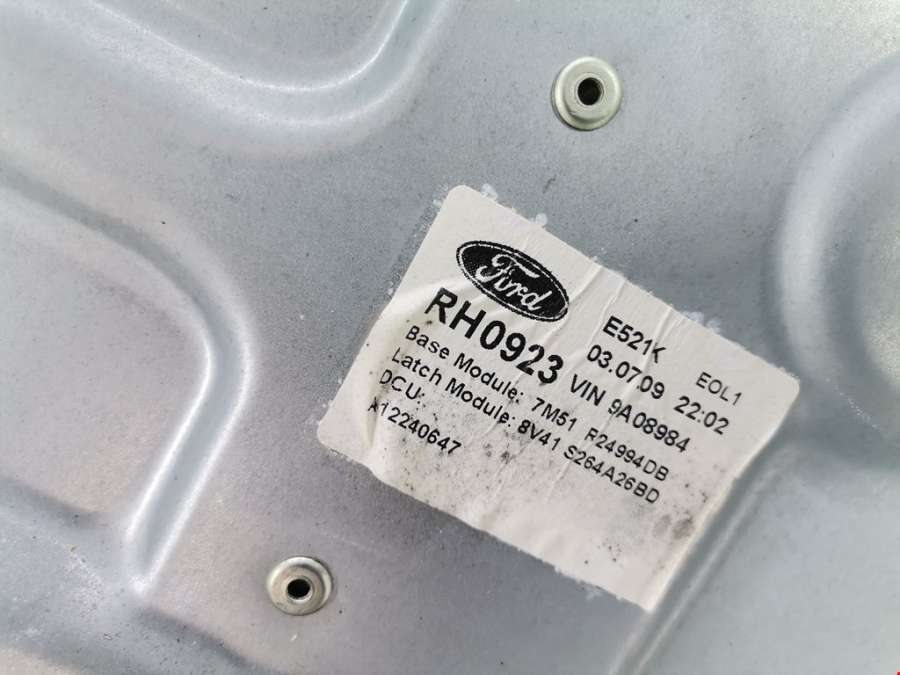 Ford
E521K EOL1
RH0923 03.07.09 22:02
VIN 9A08984
Base Module: 7M51 R24994DB
Latch Module: 8V41 S264A26BD
DCU:
A12240647